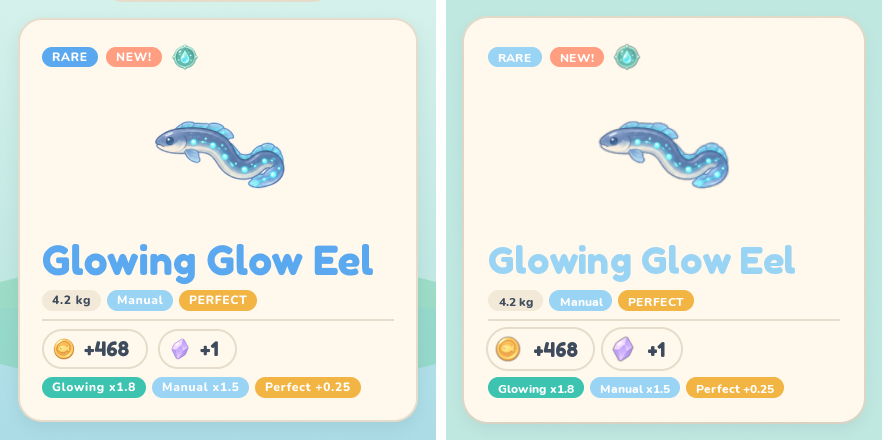 RARE NEW!
Glowing Glow Eel
4.2 kg Manual PERFECT
+468 +1
Glowing x1.8 Manual x1.5 Perfect +0.25
RARE NEW!
Glowing Glow Eel
4.2 kg Manual PERFECT
+468 +1
Glowing x1.8 Manual x1.5 Perfect +0.25